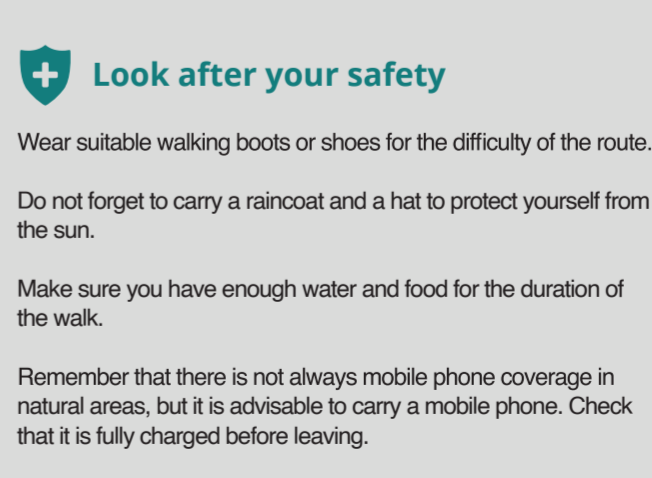 Look after your safety
Wear suitable walking boots or shoes for the difficulty of the route.
Do not forget to carry a raincoat and a hat to protect yourself from
the sun.
Make sure you have enough water and food for the duration of
the walk.
Remember that there is not always mobile phone coverage in
natural areas, but it is advisable to carry a mobile phone. Check
that it is fully charged before leaving.